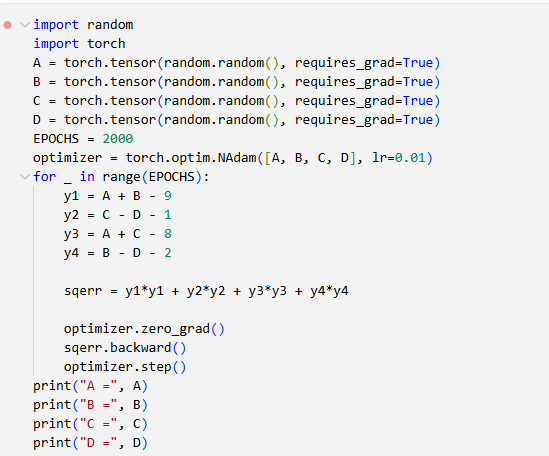 import random
import torch
A = torch.tensor(random.random(), requires_grad=True)
B = torch.tensor(random.random(), requires_grad=True)
C = torch.tensor(random.random(), requires_grad=True)
D = torch.tensor(random.random(), requires_grad=True)
EPOCHS = 2000
optimizer = torch.optim.NAdam([A, B, C, D], lr=0.01)
for _ in range(EPOCHS):
    y1 = A + B - 9
    y2 = C - D - 1
    y3 = A + C - 8
    y4 = B - D - 2

    sqerr = y1*y1 + y2*y2 + y3*y3 + y4*y4

    optimizer.zero_grad()
    sqerr.backward()
    optimizer.step()
print("A =", A)
print("B =", B)
print("C =", C)
print("D =", D)